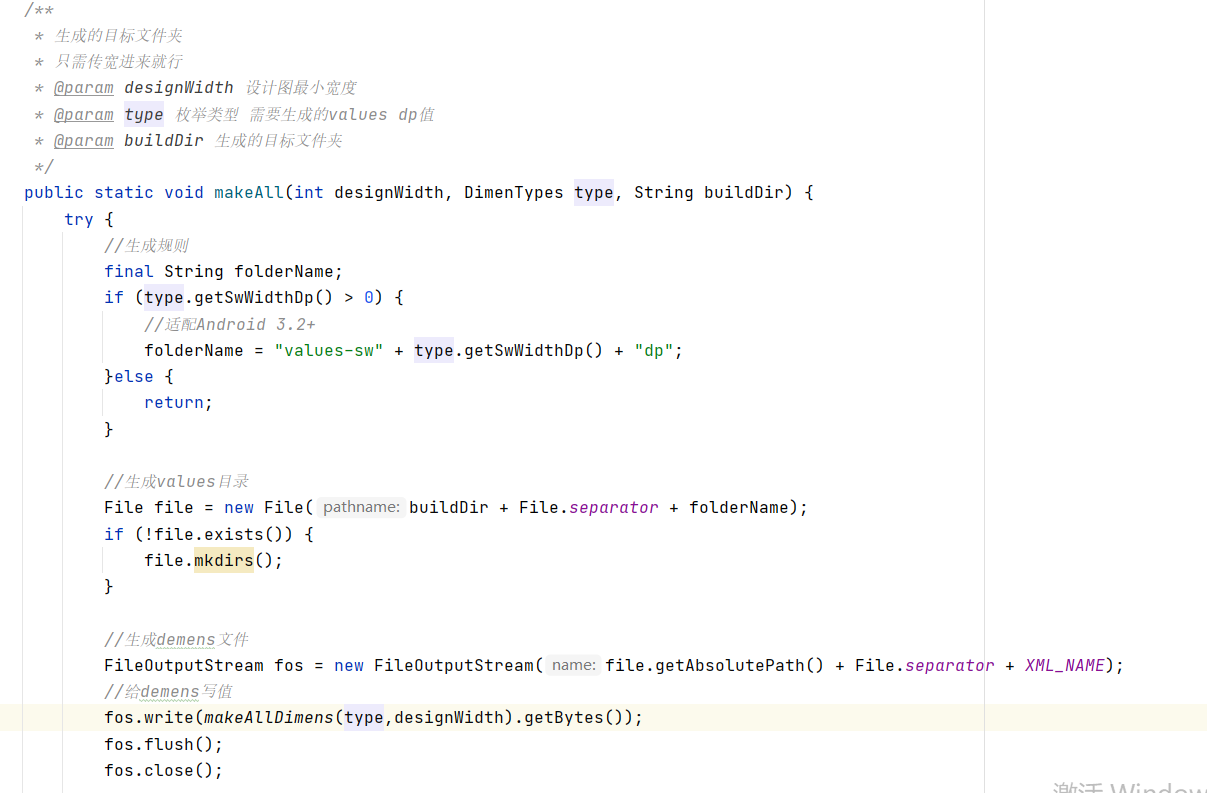 /**
 * 生成的目标文件夹
 * 只需传宽进来就行
 * @param designWidth 设计图最小宽度
 * @param type 枚举类型 需要生成的values dp值
 * @param buildDir 生成的目标文件夹
 */
public static void makeAll(int designWidth, DimenTypes type, String buildDir) {
    try {
        //生成规则
        final String folderName;
        if (type.getSwWidthDp() > 0) {
            //适配Android 3.2+
            folderName = "values-sw" + type.getSwWidthDp() + "dp";
        }else {
            return;
        }
        //生成values目录
        File file = new File( pathname: buildDir + File.separator + folderName);
        if (!file.exists()) {
            file.mkdirs();
        }
        //生成demens文件
        FileOutputStream fos = new FileOutputStream( name: file.getAbsolutePath() + File.separator + XML_NAME);
        //给demens写值
        fos.write(makeAllDimens(type,designWidth).getBytes());
        fos.flush();
        fos.close();
激活 Window